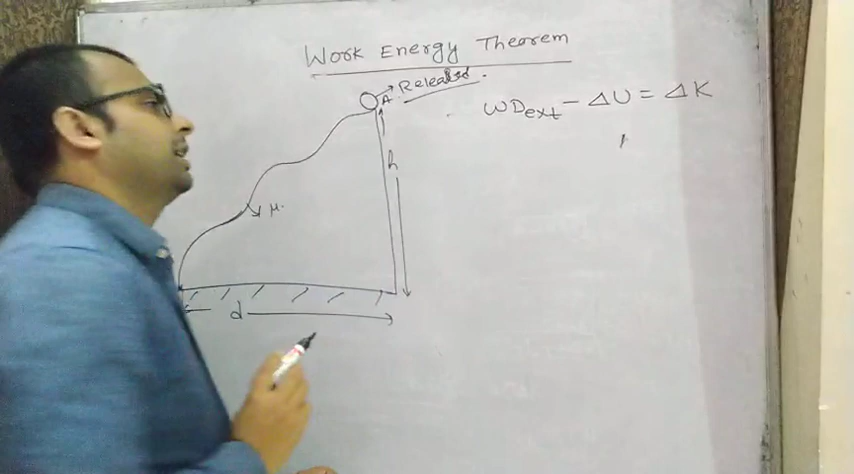 Work Energy Theorem
A Released.
WDext - ΔU = ΔK
h
μ.
d